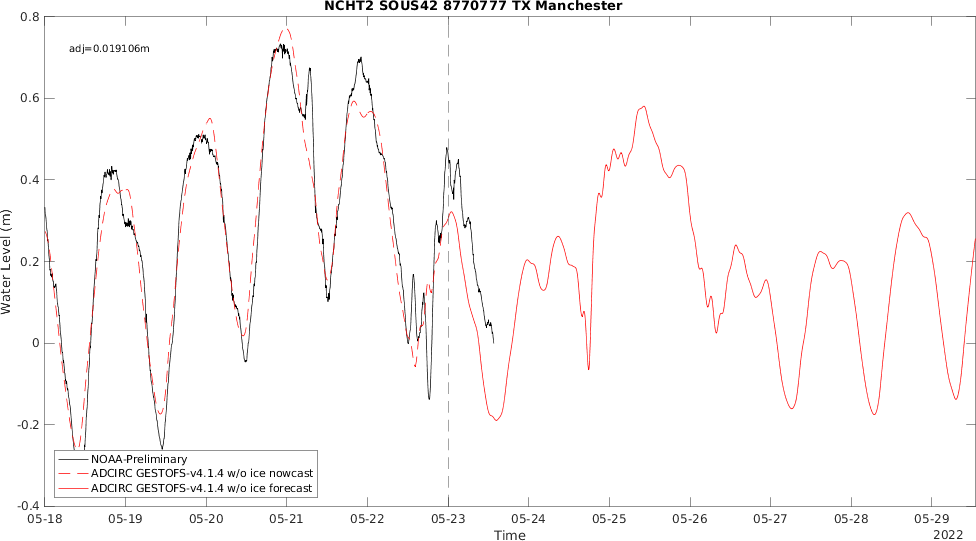 NCHT2 SOUS42 8770777 TX Manchester
adj=0.019106m
0.8
0.6
0.4
0.2
0
-0.2
-0.4
Water Level (m)
NOAA-Preliminary
ADCIRC GESTOFS-v4.1.4 w/o ice nowcast
ADCIRC GESTOFS-v4.1.4 w/o ice forecast
05-18 05-19 05-20 05-21 05-22 05-23 05-24 05-25 05-26 05-27 05-28 05-29
Time
2022